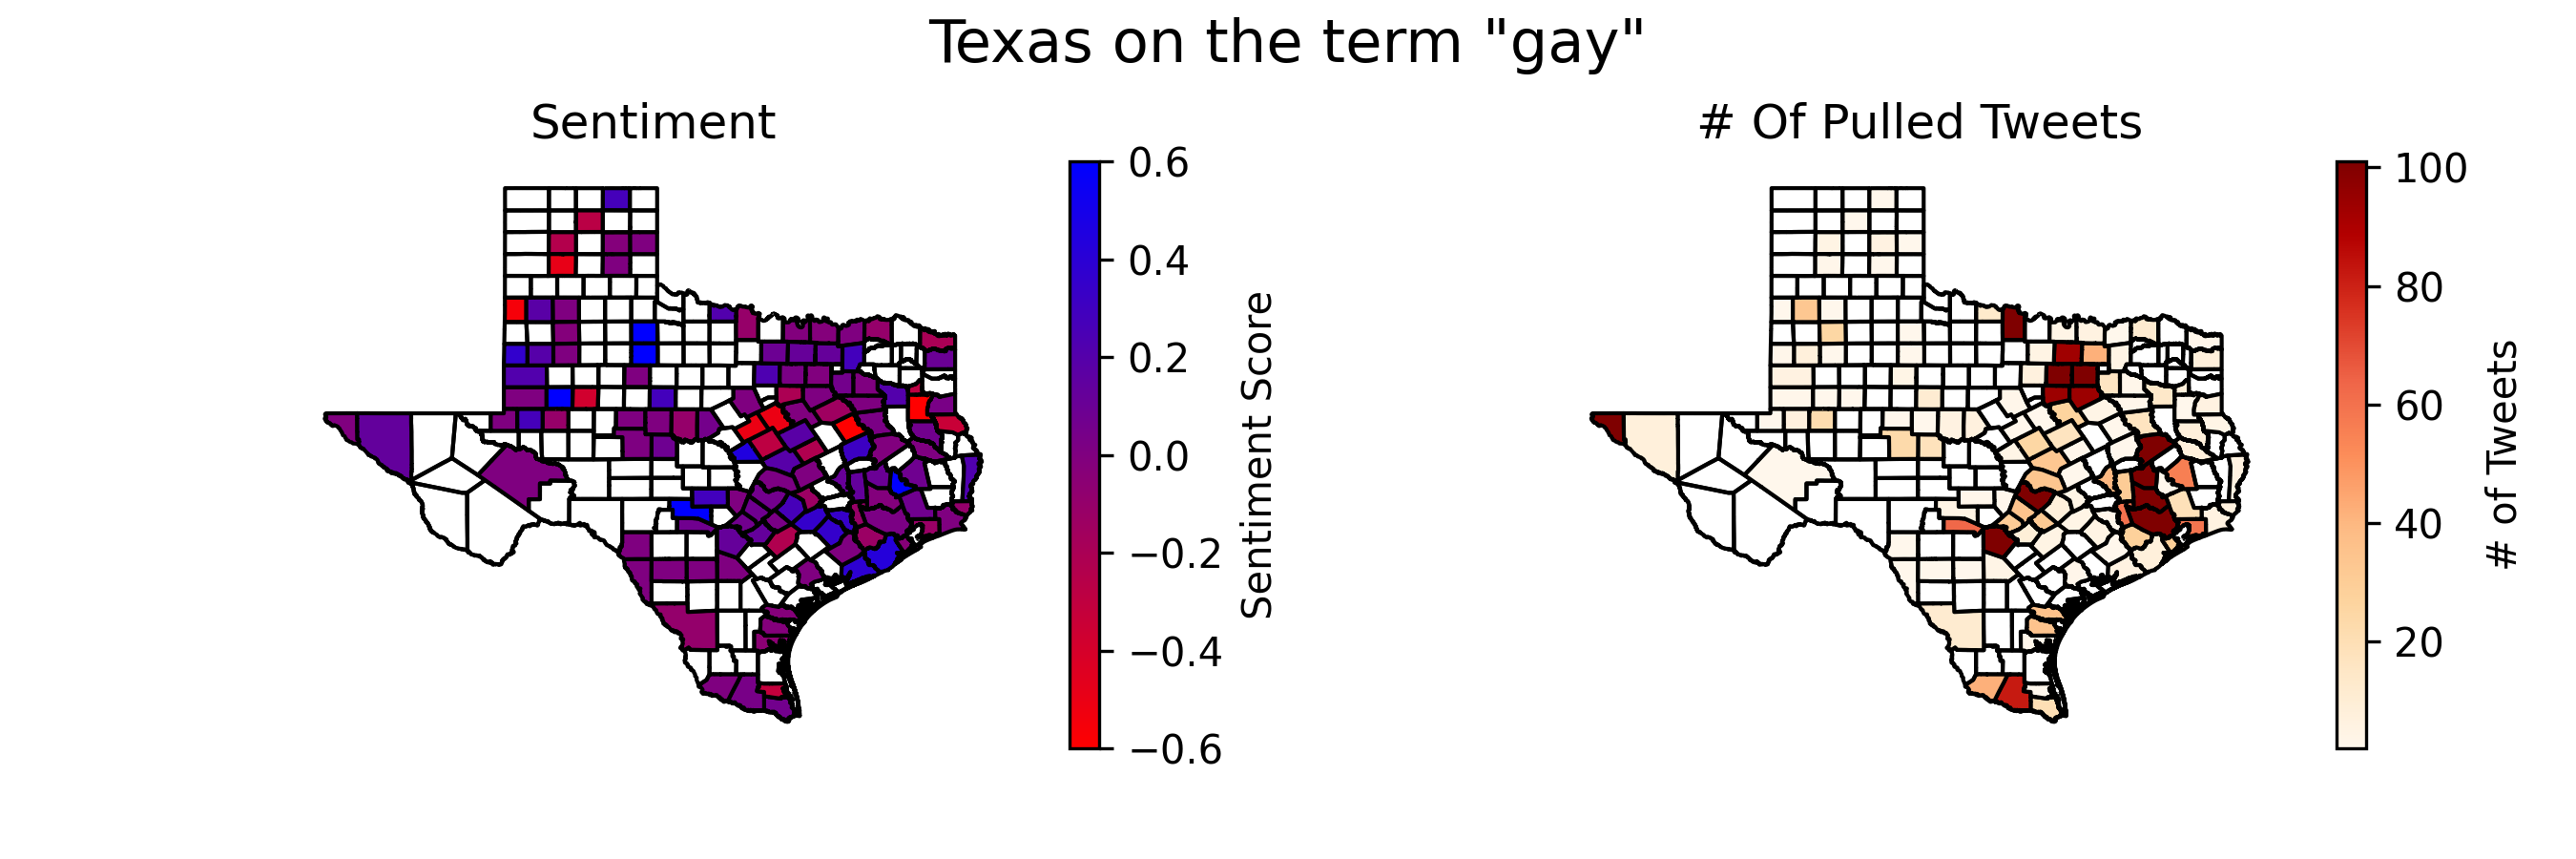 Texas on the term "gay"
Sentiment
0.6
0.4
0.2
0.0
−0.2
−0.4
−0.6
Sentiment Score
# Of Pulled Tweets
100
80
60
40
20
# of Tweets